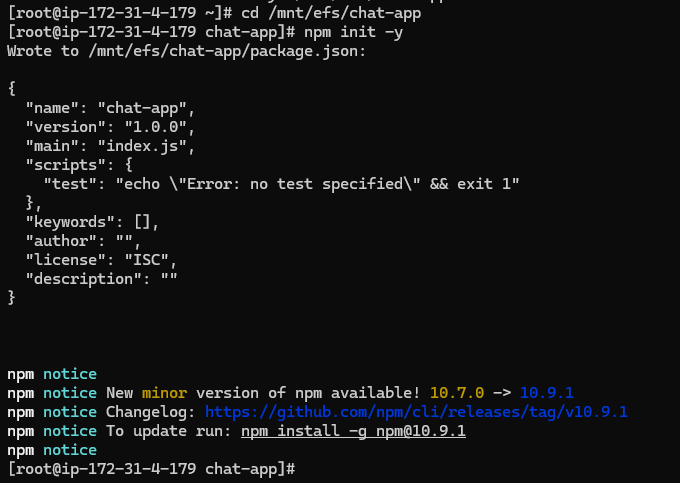 [root@ip-172-31-4-179 ~]# cd /mnt/efs/chat-app
[root@ip-172-31-4-179 chat-app]# npm init -y
Wrote to /mnt/efs/chat-app/package.json:
{
  "name": "chat-app",
  "version": "1.0.0",
  "main": "index.js",
  "scripts": {
    "test": "echo \"Error: no test specified\" && exit 1"
  },
  "keywords": [],
  "author": "",
  "license": "ISC",
  "description": ""
}
npm notice
npm notice New minor version of npm available! 10.7.0 -> 10.9.1
npm notice Changelog: https://github.com/npm/cli/releases/tag/v10.9.1
npm notice To update run: npm install -g npm@10.9.1
npm notice
[root@ip-172-31-4-179 chat-app]#